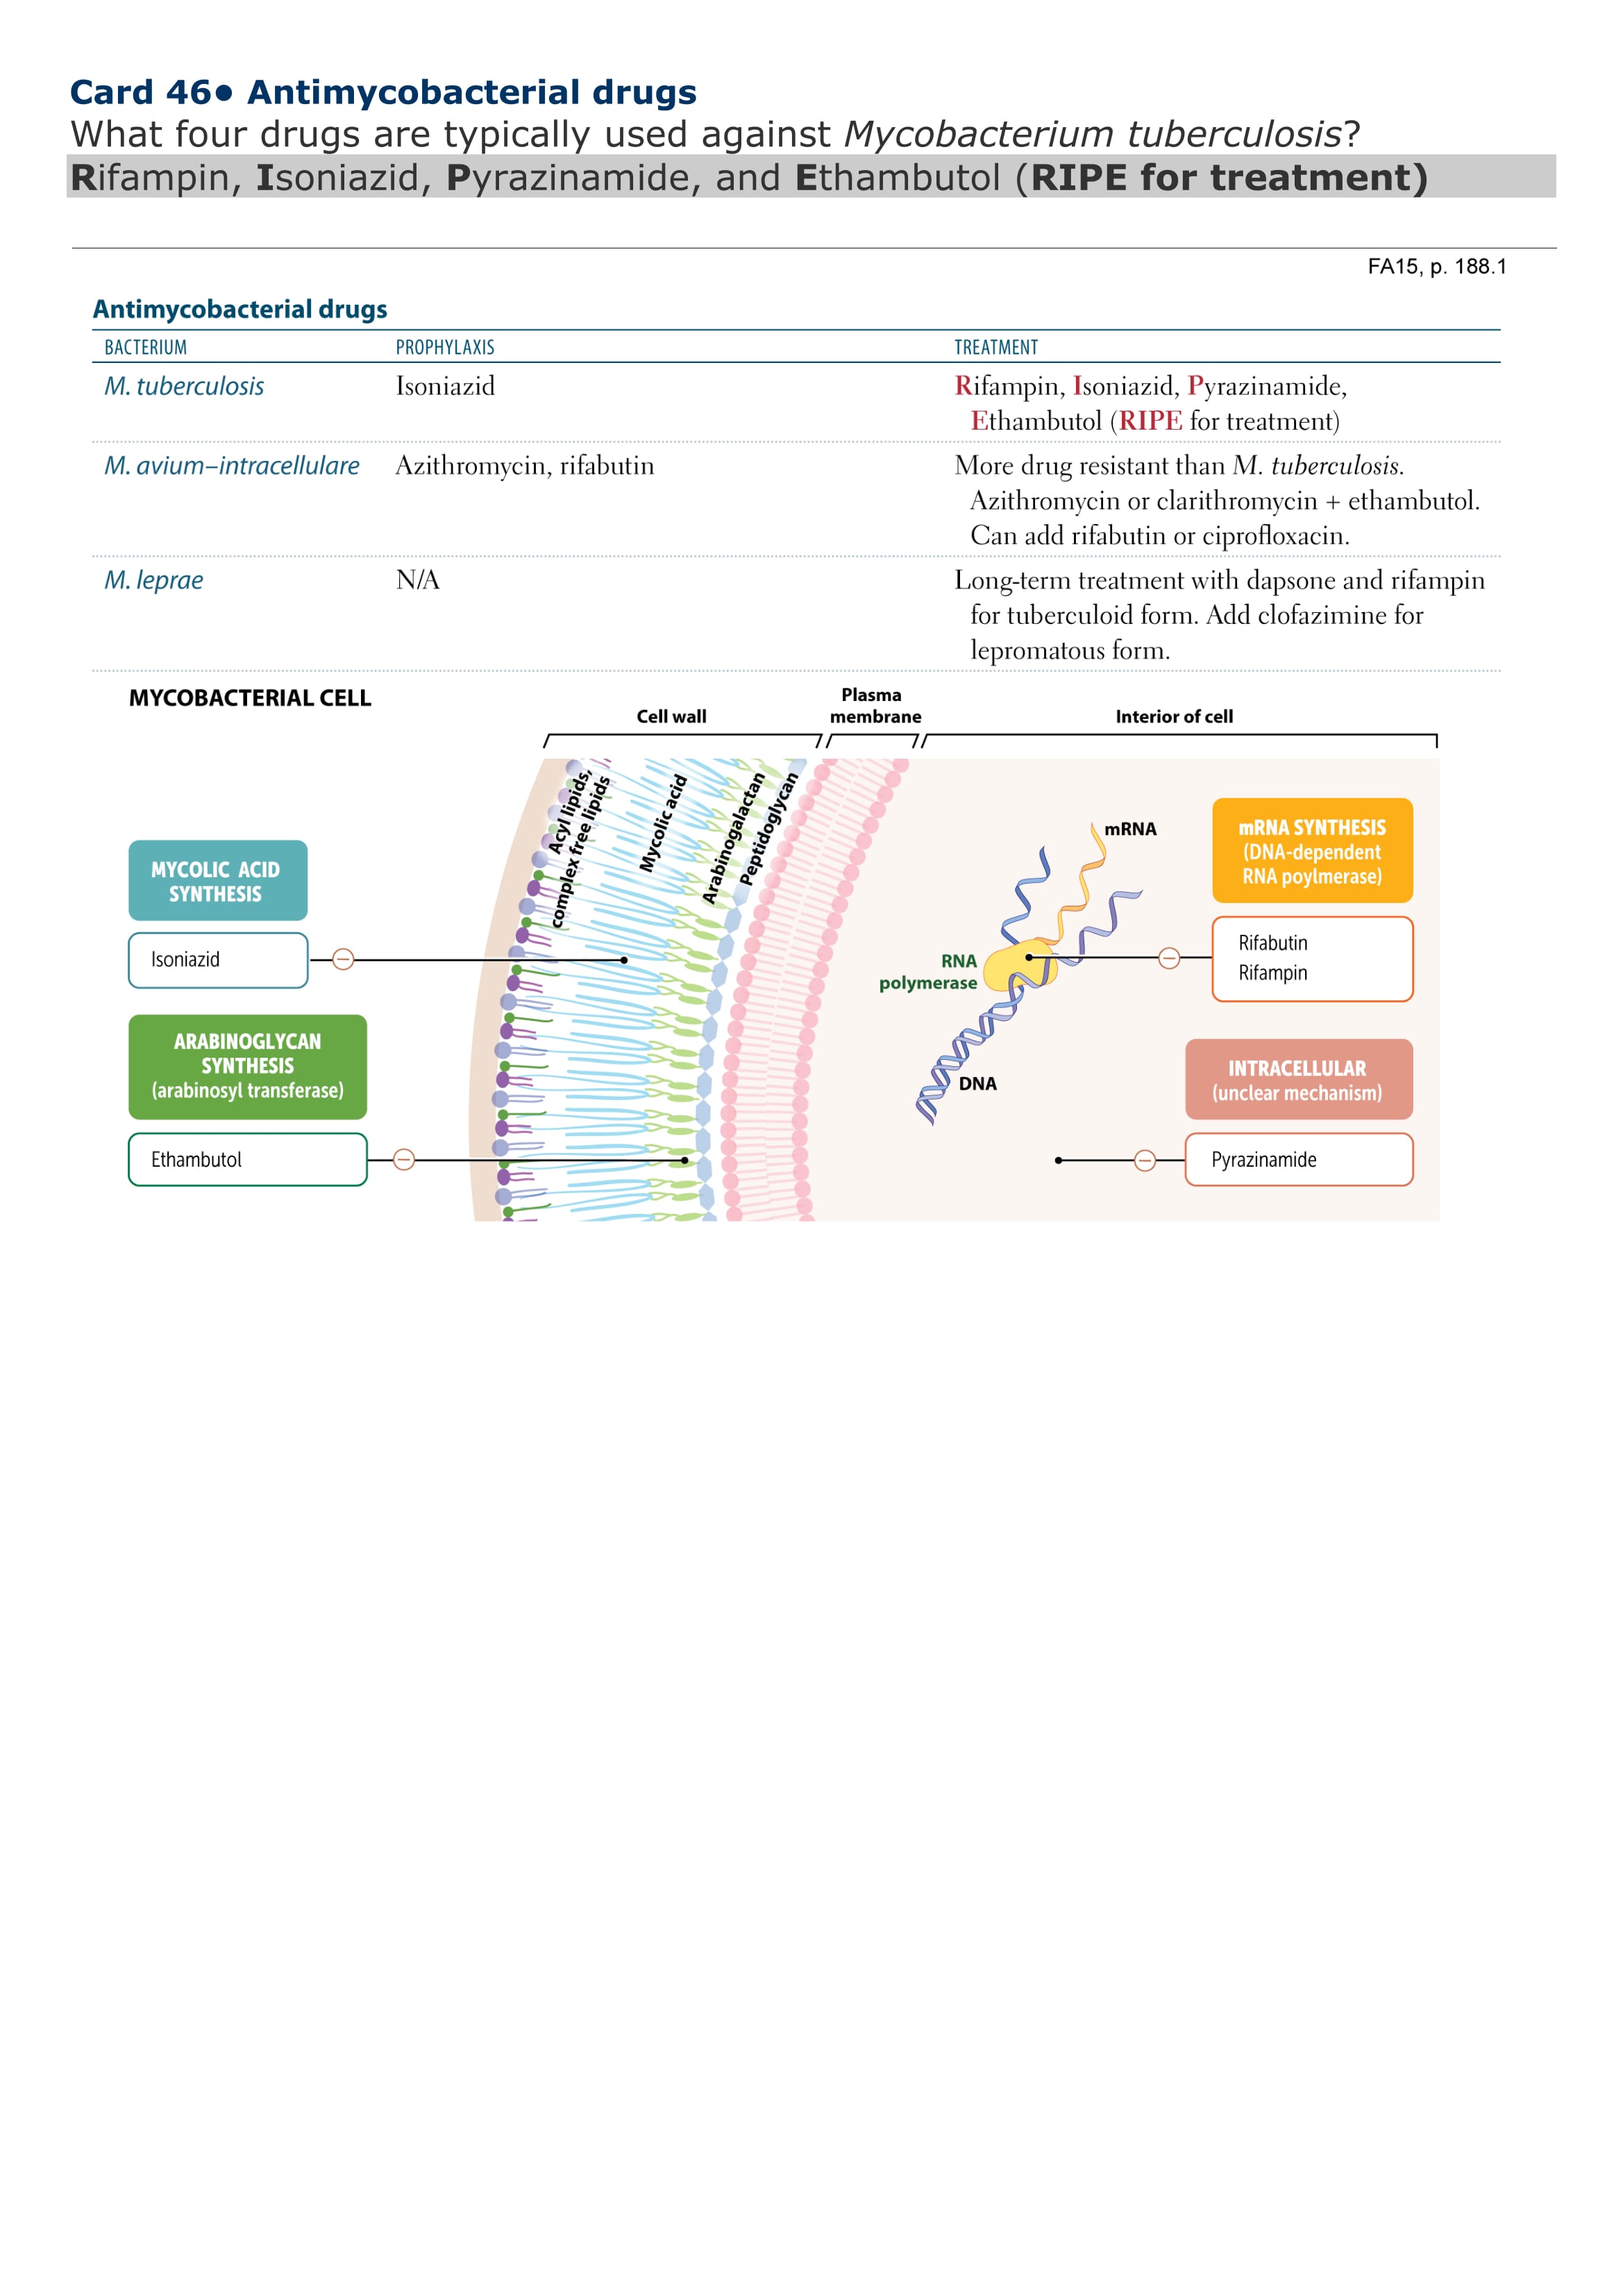 Card 46● Antimycobacterial drugs
What four drugs are typically used against Mycobacterium tuberculosis?
Rifampin, Isoniazid, Pyrazinamide, and Ethambutol (RIPE for treatment)
FA15, p. 188.1
Antimycobacterial drugs
BACTERIUM PROPHYLAXIS TREATMENT
M. tuberculosis Isoniazid Rifampin, Isoniazid, Pyrazinamide,
Ethambutol (RIPE for treatment)
M. avium–intracellulare Azithromycin, rifabutin More drug resistant than M. tuberculosis.
Azithromycin or clarithromycin + ethambutol.
Can add rifabutin or ciprofloxacin.
M. leprae N/A Long-term treatment with dapsone and rifampin
for tuberculoid form. Add clofazimine for
lepromatous form.
MYCOBACTERIAL CELL
Cell wall
Plasma
membrane
Interior of cell
Acyl lipids,
complex free lipids
Mycolic acid
Arabinogalactan
Peptidoglycan
MYCOLIC ACID
SYNTHESIS
Isoniazid
ARABINOGLYCAN
SYNTHESIS
(arabinosyl transferase)
Ethambutol
mRNA
RNA
polymerase
DNA
mRNA SYNTHESIS
(DNA-dependent
RNA poylmerase)
Rifabutin
Rifampin
INTRACELLULAR
(unclear mechanism)
Pyrazinamide